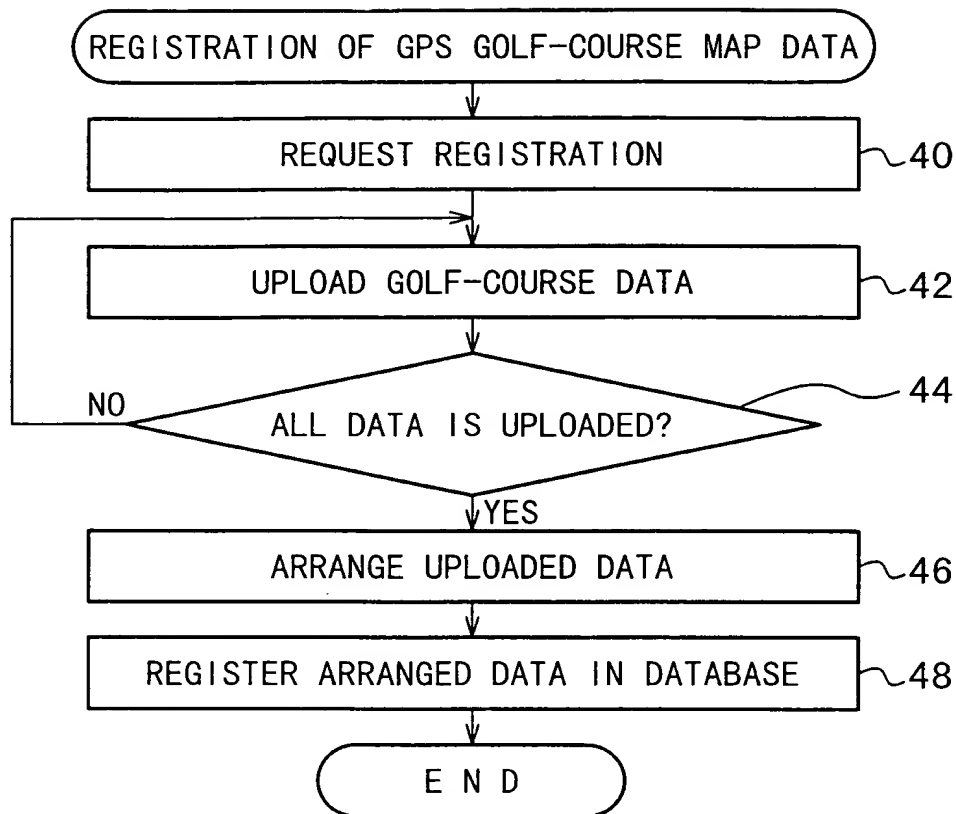 REGISTRATION OF GPS GOLF-COURSE MAP DATA
REQUEST REGISTRATION
40
UPLOAD GOLF-COURSE DATA
42
44
NO
ALL DATA IS UPLOADED?
YES
ARRANGE UPLOADED DATA
46
REGISTER ARRANGED DATA IN DATABASE
48
E N D